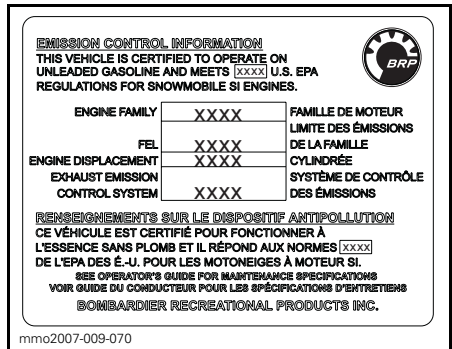 EMISSION CONTROL INFORMATION
THIS VEHICLE IS CERTIFIED TO OPERATE ON
UNLEADED GASOLINE AND MEETS XXXX U.S. EPA
REGULATIONS FOR SNOWMOBILE SI ENGINES.
BRP
ENGINE FAMILY XXXX FAMILLE DE MOTEUR
LIMITE DES ÉMISSIONS
FEL XXXX DE LA FAMILLE
ENGINE DISPLACEMENT XXXX CYLINDRÉE
EXHAUST EMISSION SYSTÈME DE CONTRÔLE
CONTROL SYSTEM XXXX DES ÉMISSIONS
RENSEIGNEMENTS SUR LE DISPOSITIF ANTIPOLLUTION
CE VÉHICULE EST CERTIFIÉ POUR FONCTIONNER À
L'ESSENCE SANS PLOMB ET IL RÉPOND AUX NORMES XXXX
DE L'EPA DES É.-U. POUR LES MOTONEIGES À MOTEUR SI.
SEE OPERATOR'S GUIDE FOR MAINTENANCE SPECIFICATIONS
VOIR GUIDE DU CONDUCTEUR POUR LES SPÉCIFICATIONS D'ENTRETIENS
BOMBARDIER RECREATIONAL PRODUCTS INC.
mmo2007-009-070